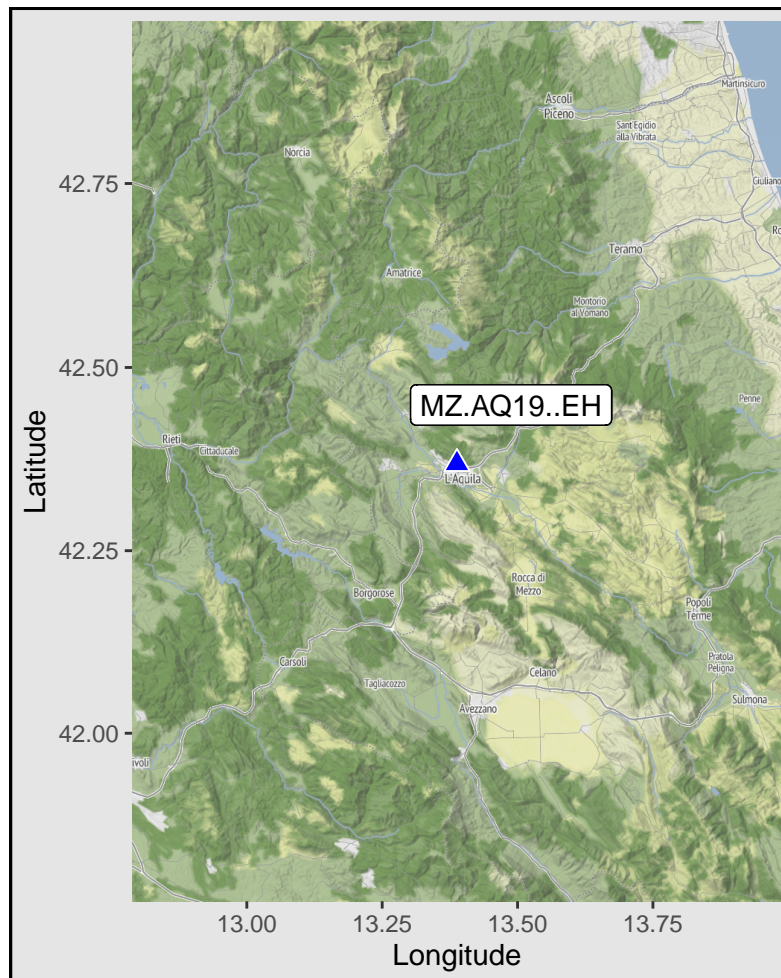 Martinsicuro
Ascoli
Piceno
Sant'Egidio
alla Vibrata
Norcia
42.75
Giuliano
Teramo
Amatrice
Montorio
al Vomano
42.50
MZ.AQ19..EH
Penne
Rieti
Cittaducale
Latitude
L'Aquila
42.25
Rocca di
Mezzo
Borgorose
Popoli
Terme
Carsoli
Pratola
Peligna
Celano
Tagliacozzo
Sulmona
Avezzano
42.00
ivoli
13.00 13.25 13.50 13.75
Longitude